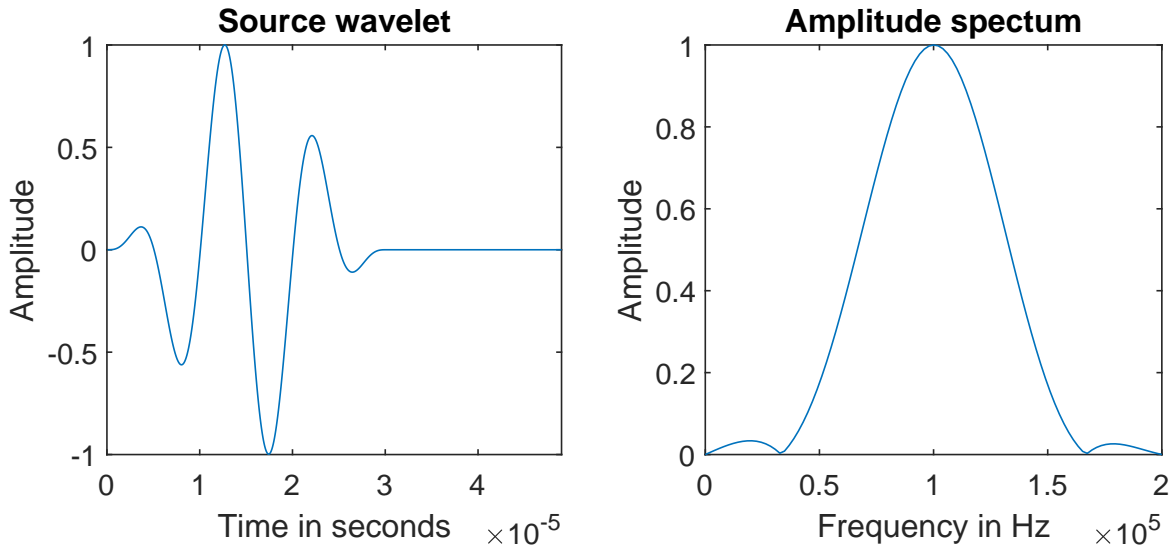 Source wavelet
1
0.5
0
-0.5
-1
Amplitude
0 1 2 3 4
Time in seconds ×10-5
Amplitude spectum
1
0.8
0.6
0.4
0.2
0
Amplitude
0 0.5 1 1.5 2
Frequency in Hz ×10^5